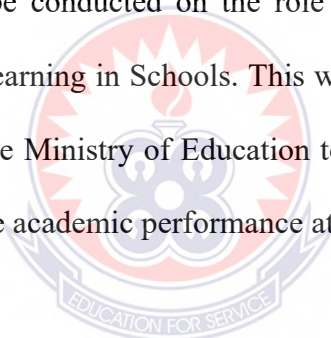 be conducted on the role
earning in Schools. This w
e Ministry of Education to
e academic performance at
EDUCATION FOR SERVICE